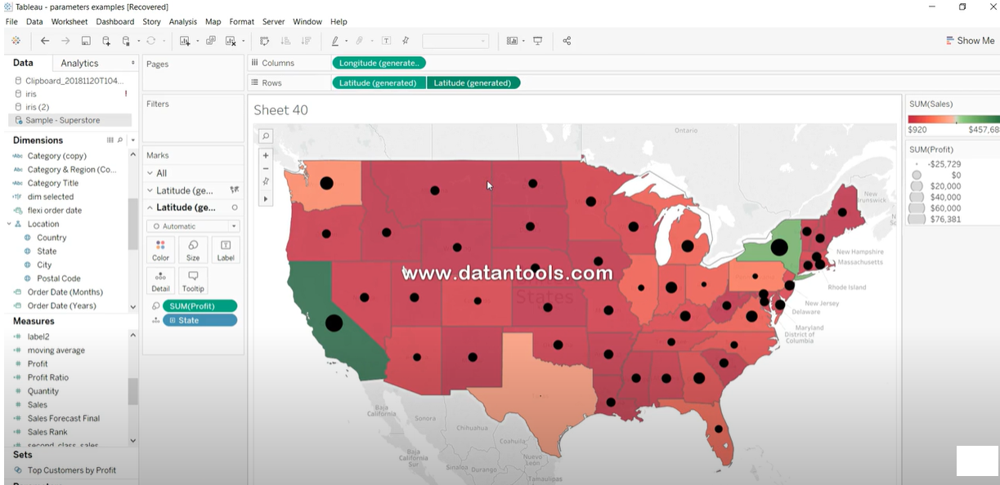 Tableau - parameters examples [Recovered]
File Data Worksheet Dashboard Story Analysis Map Format Server Window Help
Show Me
Data Analytics
Clipboard_20181120T104...
iris !
iris (2)
Sample - Superstore
Dimensions
Abc Category (copy)
Abc Category & Region (Co...
Abc Category Title
dim selected
flexi order date
Location
Country
State
City
Postal Code
Order Date (Months)
Order Date (Years)
Measures
label2
moving average
Profit
Profit Ratio
Quantity
Sales
Sales Forecast Final
Sales Rank
second_class_sales
Sets
Top Customers by Profit
Pages
Filters
Marks
All
Latitude (ge...
Latitude (ge...
Automatic
Color Size Label
Detail Tooltip
SUM(Profit)
State
Columns Longitude (generate..
Rows Latitude (generated) Latitude (generated)
Sheet 40
Ontario
New
Brunswick
New Hampshire
Massachusetts
Rhode Island
New Jersey
Delaware
Maryland
District of
Columbia
www.datantools.com
States
Baja
California
Sonora
Chihuahua
Coahuila
Baja
California
Sur
Nuevo
León
Sinaloa
Durango
Tamaulipas
SUM(Sales)
$920 $457,68
SUM(Profit)
-$25,729
$0
$20,000
$40,000
$60,000
$76,381